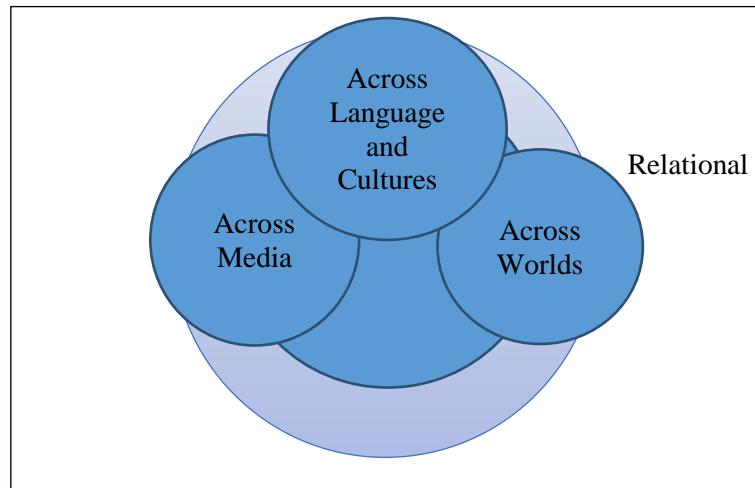 Across
Language
and
Cultures
Relational
Across
Media
Across
Worlds